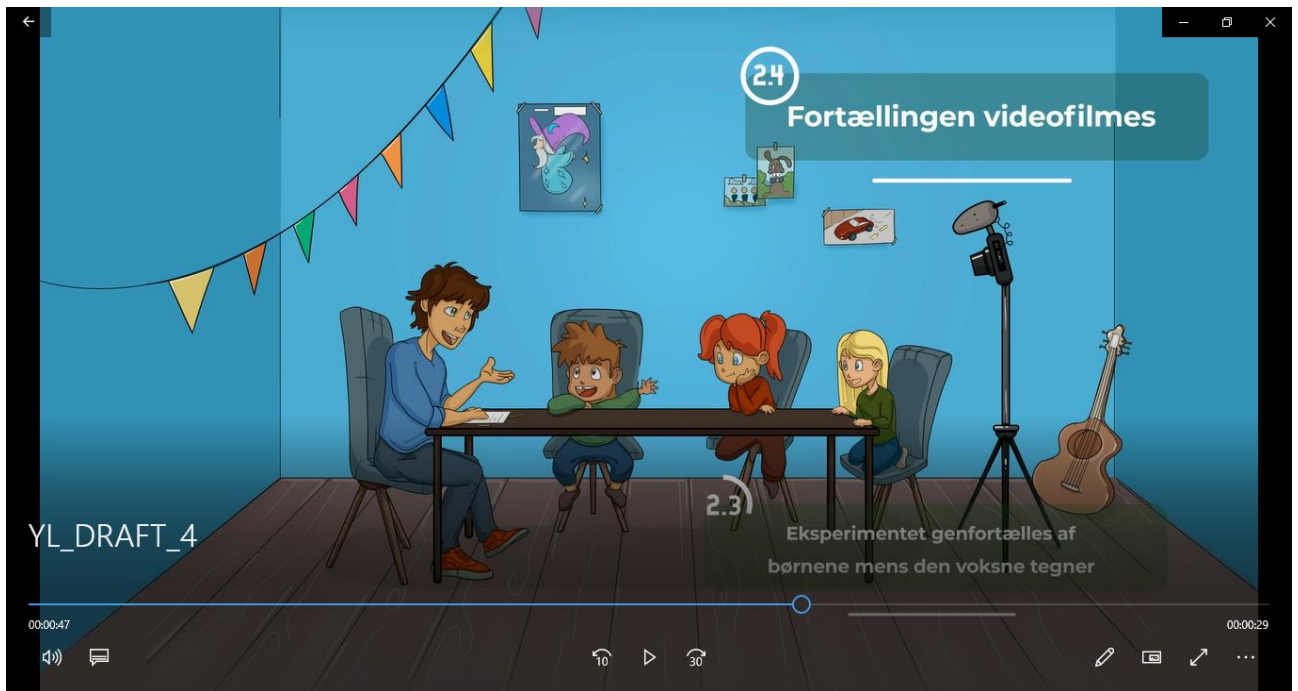 2.4
Fortællingen videofilmes
2.3
Eksperimentet genfortælles af
børnene mens den voksne tegner
YL_DRAFT_4
00:00:47
00:00:29
10
30